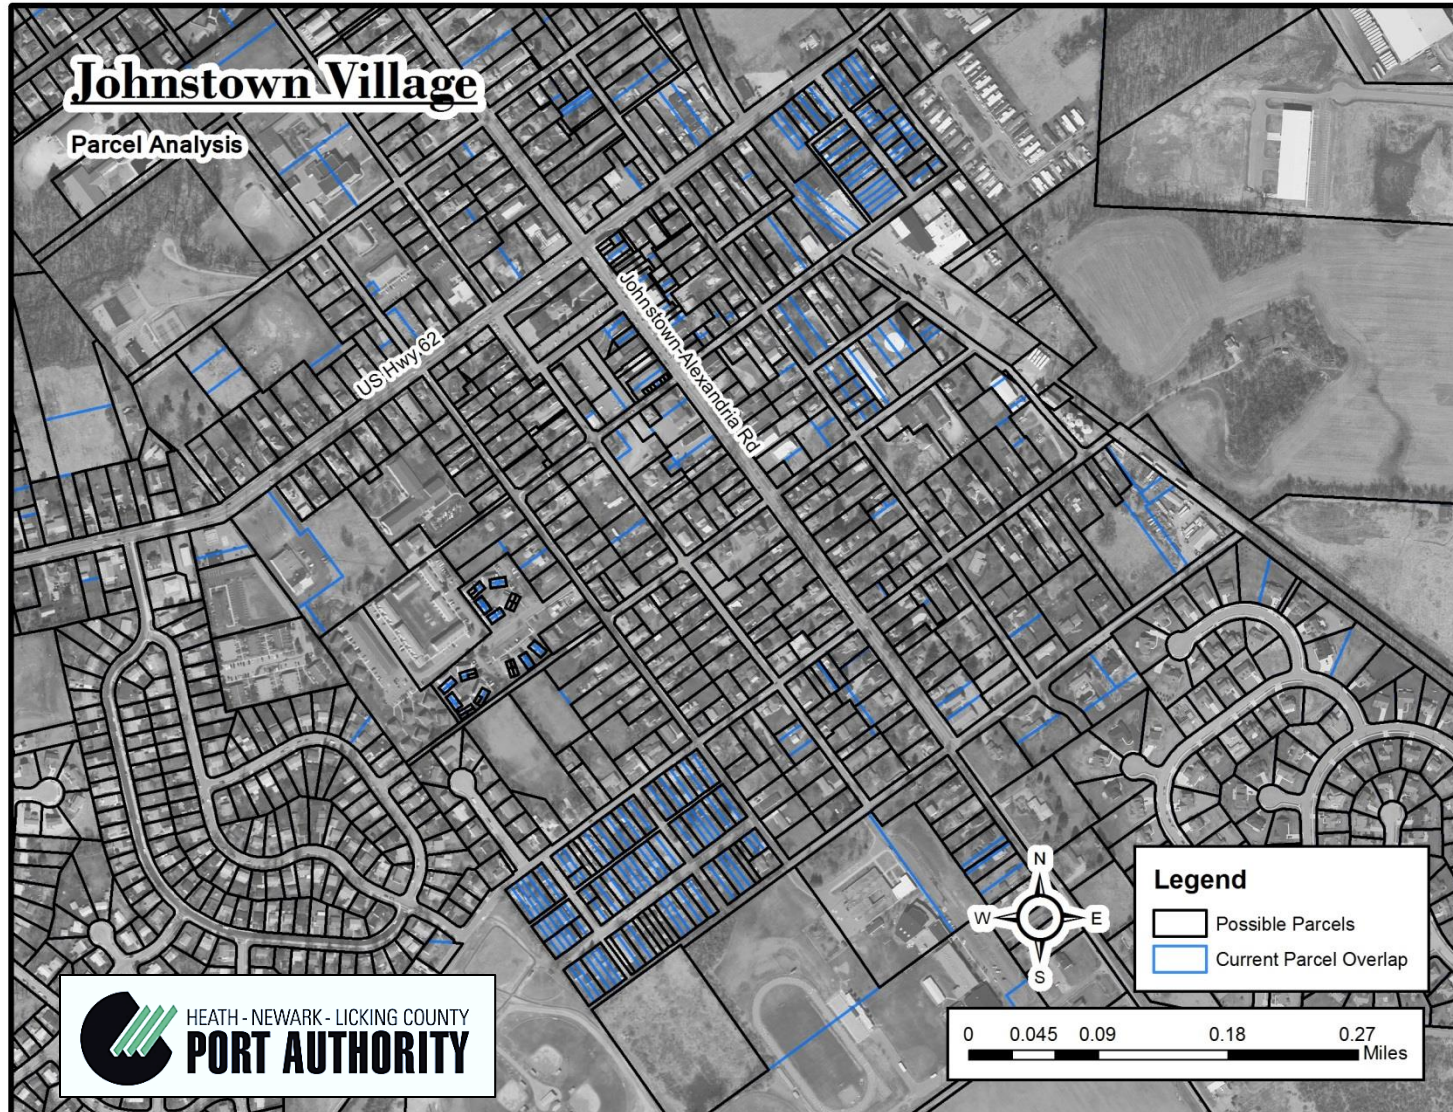 Johnstown Village
Parcel Analysis
US Hwy 62
Johnstown-Alexandria Rd
N
W E
S
Legend
Possible Parcels
Current Parcel Overlap
0 0.045 0.09 0.18 0.27
Miles
HEATH - NEWARK - LICKING COUNTY
PORT AUTHORITY